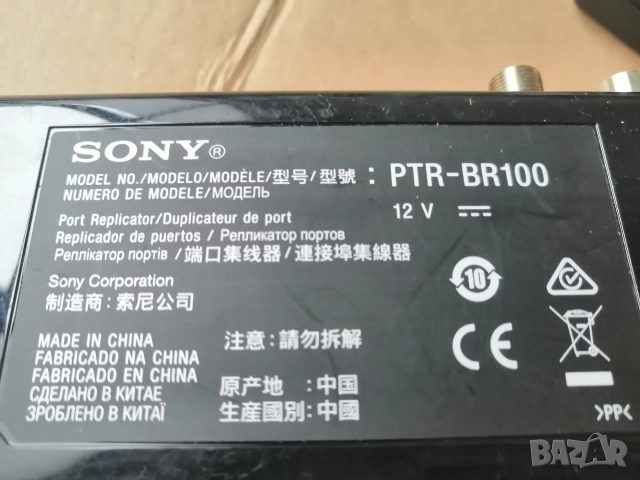 SONY®
MODEL NO./MODELO/MODÈLE/型号/型號 : PTR-BR100
NUMERO DE MODELE/МОДЕЛЬ
12 V
Port Replicator/Duplicateur de port
Replicador de puertos / Репликатор портов
Реплікатор портів /端口集线器/連接埠集線器
Sony Corporation
制造商:索尼公司
10
CE
MADE IN CHINA
FABRICADO NA CHINA
FABRICADO EN CHINA
СДЕЛАНО В КИТАЕ
ЗРОБЛЕНО В КИТАЇ
注意:請勿拆解
原产地 :中国
生産國別:中國
>PP<
BAZAR